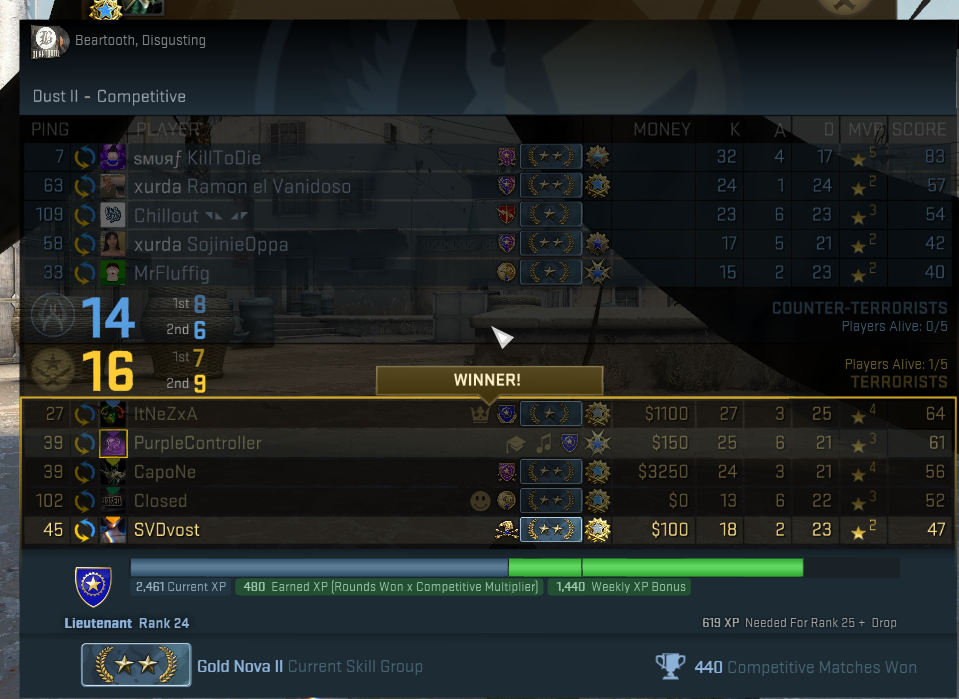 Beartooth, Disgusting
Dust II - Competitive
PING PLAYER MONEY K A D MVP SCORE
7 sᴍᴜʀƒ KillToDie 32 4 17 ★5 83
63 xurda Ramon el Vanidoso 24 1 24 ★2 57
109 Chillout 23 6 23 ★3 54
58 xurda SojinieOppa 17 5 21 ★2 42
33 MrFluffig 15 2 23 ★2 40
14 1st 8
2nd 6
COUNTER-TERRORISTS
Players Alive: 0/5
16 1st 7
2nd 9
Players Alive: 1/5
TERRORISTS
WINNER!
27 ItNeZxA $1100 27 3 25 ★4 64
39 PurpleController $150 25 6 21 ★3 61
39 CapoNe $3250 24 3 21 ★4 56
102 Closed $0 13 6 22 ★3 52
45 SVDvost $100 18 2 23 ★2 47
2,461 Current XP 480 Earned XP (Rounds Won x Competitive Multiplier) 1,440 Weekly XP Bonus
Lieutenant Rank 24 619 XP Needed For Rank 25 + Drop
Gold Nova II Current Skill Group 440 Competitive Matches Won